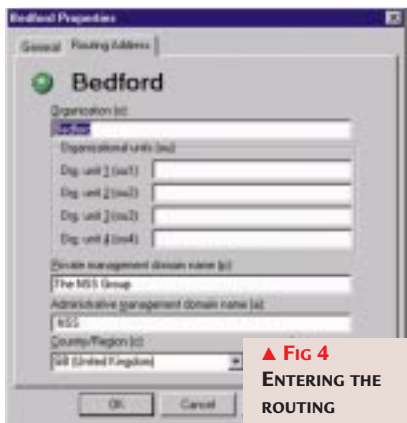 Bedford Properties
General
Routing Address
Bedford
Organization (o):
Bedford
Organizational units (ou)
Org. unit 1 (ou1)
Org. unit 2 (ou2)
Org. unit 3 (ou3)
Org. unit 4 (ou4)
Private management domain name (p):
The NSS Group
Administrative management domain name (a):
NSS
Country/Region (c):
GB (United Kingdom)
OK
Cancel
▲ FIG 4
ENTERING THE
ROUTING